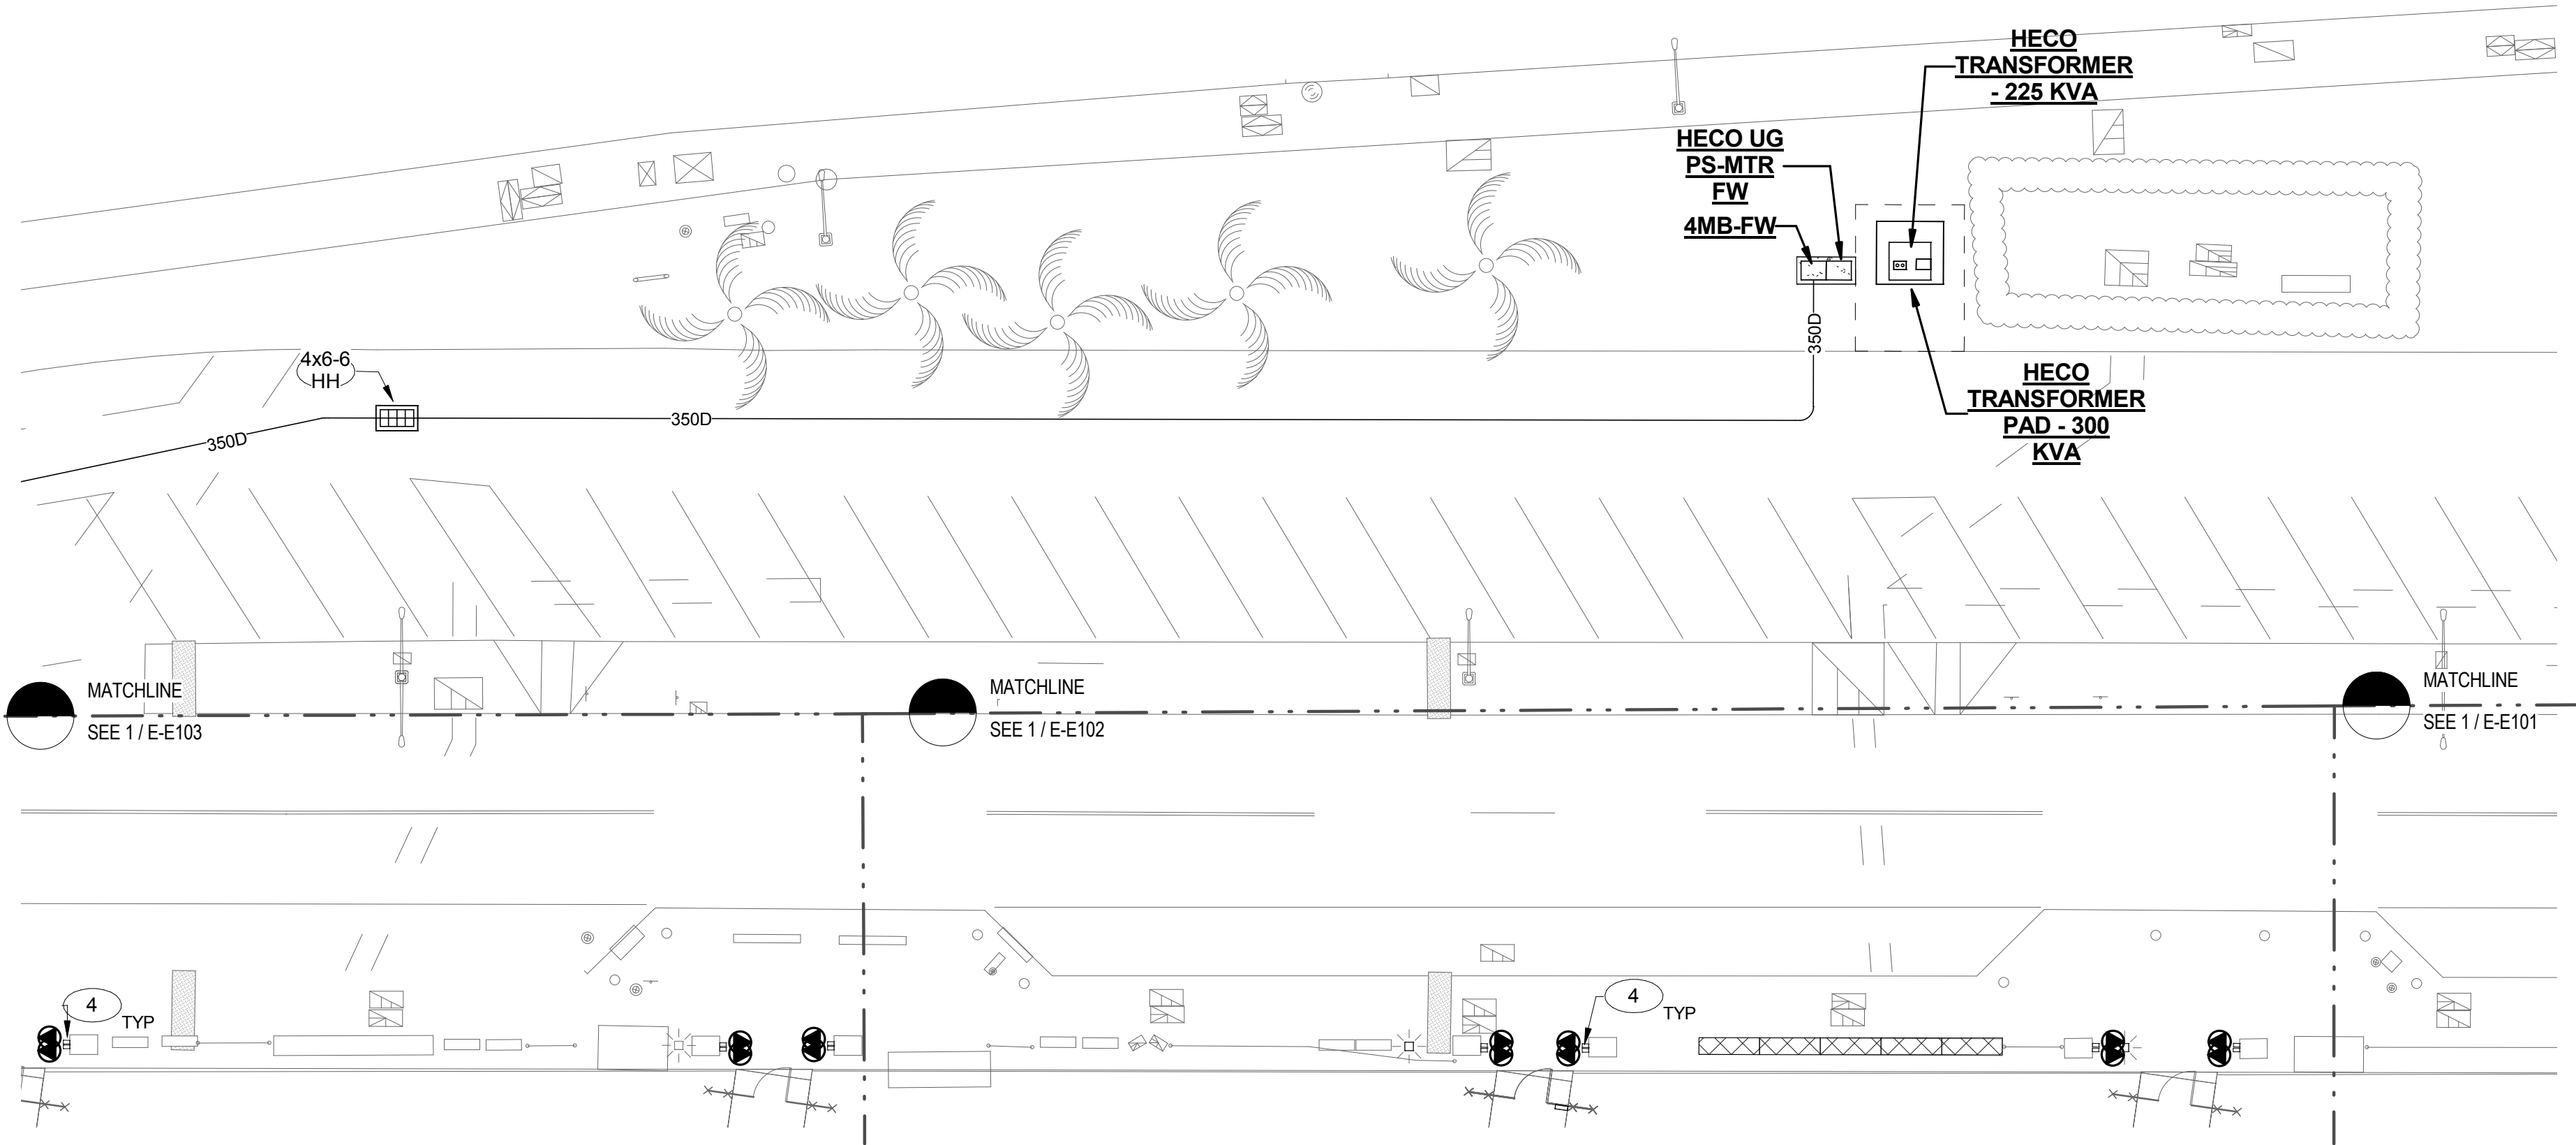 HECO
TRANSFORMER
- 225 KVA
HECO UG
PS-MTR
FW
4MB-FW
350D
4x6-6
HH
350D
350D
HECO
TRANSFORMER
PAD - 300
KVA
MATCHLINE
SEE 1 / E-E103
MATCHLINE
SEE 1 / E-E102
MATCHLINE
SEE 1 / E-E101
4
TYP
4
TYP